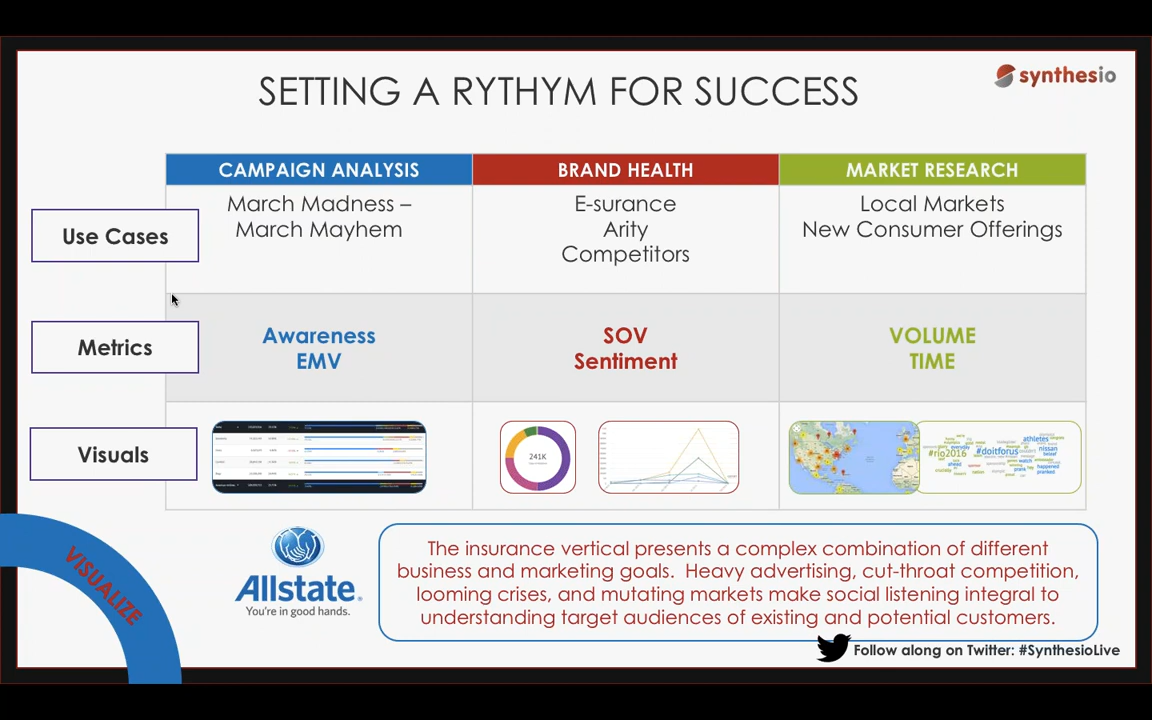 SETTING A RYTHYM FOR SUCCESS
synthesio
CAMPAIGN ANALYSIS
BRAND HEALTH
MARKET RESEARCH
Use Cases
March Madness –
March Mayhem
E-surance
Arity
Competitors
Local Markets
New Consumer Offerings
Metrics
Awareness
EMV
SOV
Sentiment
VOLUME
TIME
Visuals
241K
#rio2016
#doitforus
athletes
nissan
VISUALIZE
Allstate
You're in good hands.
The insurance vertical presents a complex combination of different
business and marketing goals. Heavy advertising, cut-throat competition,
looming crises, and mutating markets make social listening integral to
understanding target audiences of existing and potential customers.
Follow along on Twitter: #SynthesioLive